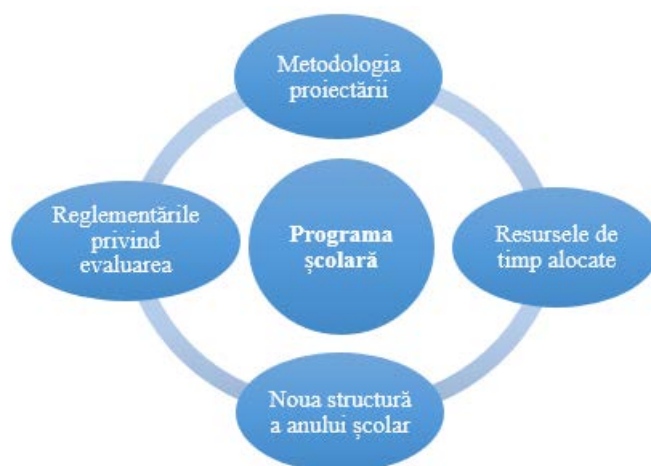 Metodologia
proiectării
Reglementările
privind
evaluarea
Programa
școlară
Resursele de
timp alocate
Noua structură
a anului școlar